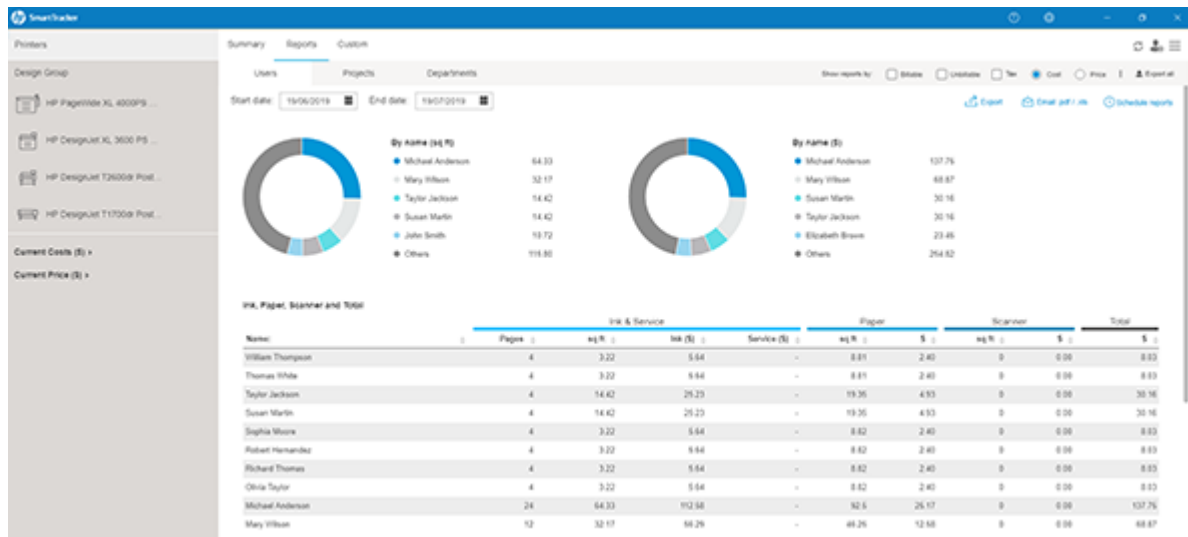 hp SmartTracker
Printers
Summary Reports Custom
Design Group
Users Projects Departments
Show reports by: Billable Unbillable Tax Cost Price Export all
HP PageWide XL 4000PS ...
Start date: 19/06/2019 End date: 19/07/2019
Export Email .pdf / .xls Schedule reports
HP DesignJet XL 3600 PS ...
HP DesignJet T2600dr Post...
HP DesignJet T1700dr Post...
Current Costs ($) >
Current Price ($) >
By name (sq ft)
Michael Anderson 64.33
Mary Wilson 32.17
Taylor Jackson 14.42
Susan Martin 14.42
John Smith 10.72
Others 116.80
By name ($)
Michael Anderson 137.76
Mary Wilson 68.87
Susan Martin 30.16
Taylor Jackson 30.16
Elizabeth Brown 23.46
Others 264.62
Ink, Paper, Scanner and Total
Ink & Service Paper Scanner Total
Name: Pages sq ft Ink ($) Service ($) sq ft $ sq ft $ $
William Thompson 4 3.22 5.64 - 8.81 2.40 0 0.00 8.03
Thomas White 4 3.22 5.64 - 8.81 2.40 0 0.00 8.03
Taylor Jackson 4 14.42 25.23 - 19.35 4.93 0 0.00 30.16
Susan Martin 4 14.42 25.23 - 19.35 4.93 0 0.00 30.16
Sophia Moore 4 3.22 5.64 - 8.82 2.40 0 0.00 8.03
Robert Hernandez 4 3.22 5.64 - 8.82 2.40 0 0.00 8.03
Richard Thomas 4 3.22 5.64 - 8.82 2.40 0 0.00 8.03
Olivia Taylor 4 3.22 5.64 - 8.82 2.40 0 0.00 8.03
Michael Anderson 24 64.33 112.58 - 92.5 25.17 0 0.00 137.76
Mary Wilson 12 32.17 56.29 - 46.25 12.58 0 0.00 68.87